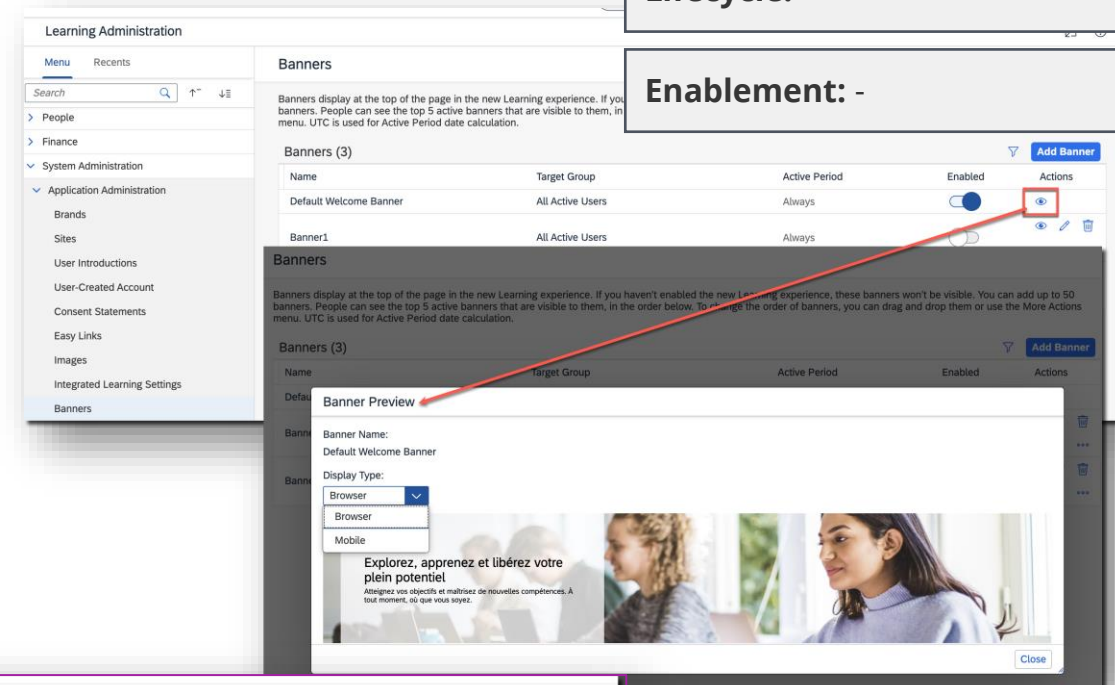 Lifecycle:
Enablement: -
Learning Administration
Menu Recents
Search
People
Finance
System Administration
Application Administration
Brands
Sites
User Introductions
User-Created Account
Consent Statements
Easy Links
Images
Integrated Learning Settings
Banners
Banners
Banners display at the top of the page in the new Learning experience. If you
banners. People can see the top 5 active banners that are visible to them, in
menu. UTC is used for Active Period date calculation.
Banners (3) Add Banner
Name Target Group Active Period Enabled Actions
Default Welcome Banner All Active Users Always
Banner1 All Active Users Always
Banners
Banners display at the top of the page in the new Learning experience. If you haven't enabled the new Learning experience, these banners won't be visible. You can add up to 50
banners. People can see the top 5 active banners that are visible to them, in the order below. To change the order of banners, you can drag and drop them or use the More Actions
menu. UTC is used for Active Period date calculation.
Banners (3) Add Banner
Name Target Group Active Period Enabled Actions
Banner Preview
Banner Name:
Default Welcome Banner
Display Type:
Browser
Browser
Mobile
Explorez, apprenez et libérez votre
plein potentiel
Atteignez vos objectifs et maîtrisez de nouvelles compétences. À
tout moment, où que vous soyez.
Close